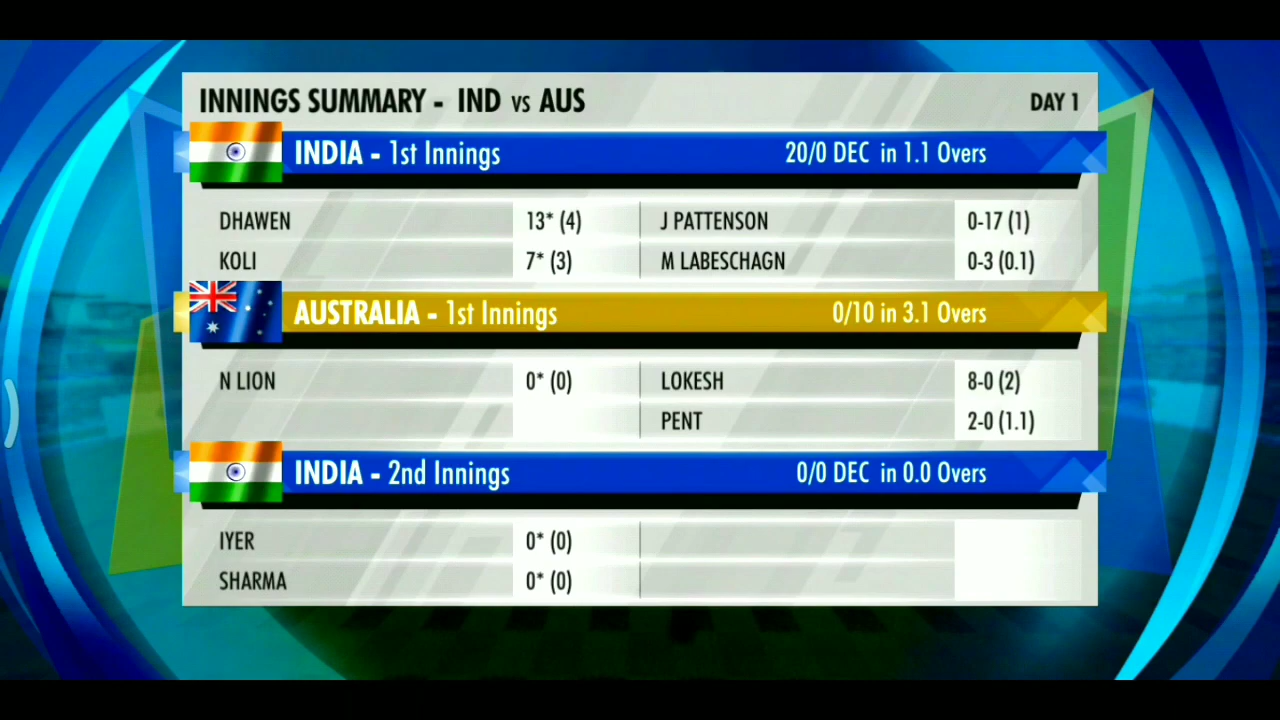 INNINGS SUMMARY - IND vs AUS DAY 1
INDIA - 1st Innings 20/0 DEC in 1.1 Overs
DHAWEN 13* (4) J PATTENSON 0-17 (1)
KOLI 7* (3) M LABESCHAGN 0-3 (0.1)
AUSTRALIA - 1st Innings 0/10 in 3.1 Overs
N LION 0* (0) LOKESH 8-0 (2)
PENT 2-0 (1.1)
INDIA - 2nd Innings 0/0 DEC in 0.0 Overs
IYER 0* (0)
SHARMA 0* (0)